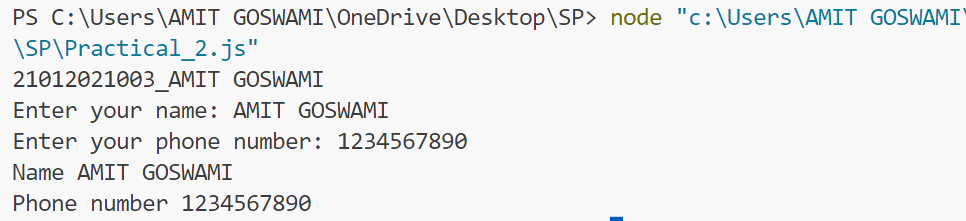 PS C:\Users\AMIT GOSWAMI\OneDrive\Desktop\SP> node "c:\Users\AMIT GOSWAMI\
\SP\Practical_2.js"
21012021003_AMIT GOSWAMI
Enter your name: AMIT GOSWAMI
Enter your phone number: 1234567890
Name AMIT GOSWAMI
Phone number 1234567890